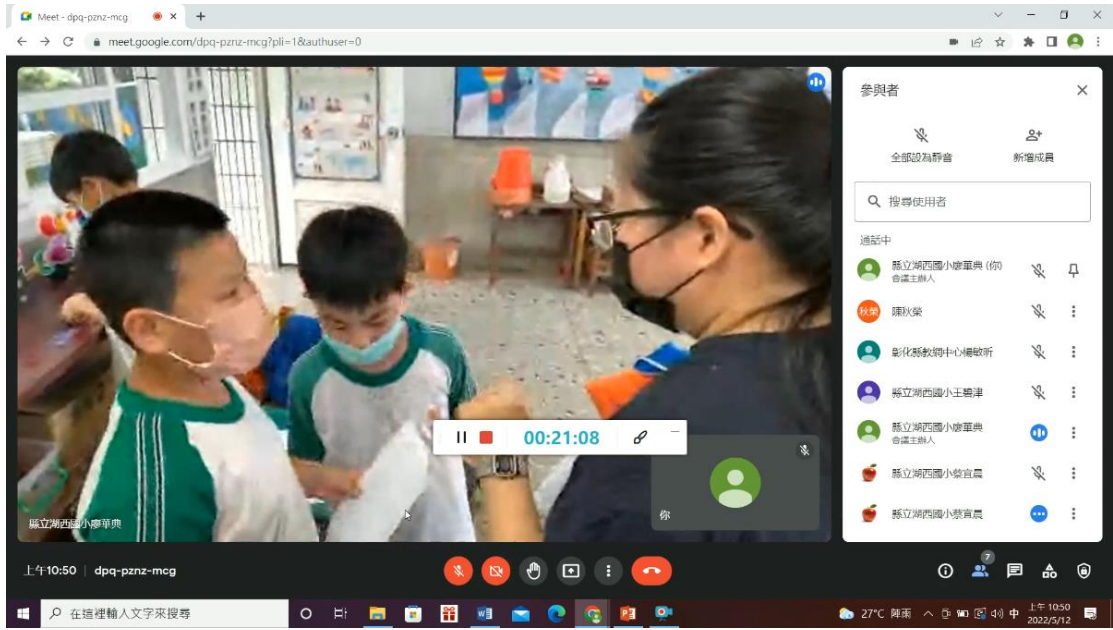 Meet - dpq-pznz-mcg
meet.google.com/dpq-pznz-mcg?pli=1&authuser=0
參與者
全部設為靜音
新增成員
搜尋使用者
通話中
縣立湖西國小廖華典 (你)
會議主辦人
秋榮
陳秋榮
彰化縣教網中心楊敏昕
縣立湖西國小王碧津
縣立湖西國小廖華典
會議主辦人
縣立湖西國小蔡宜晨
縣立湖西國小蔡宜晨
00:21:08
你
縣立湖西國小廖華典
上午10:50
dpq-pznz-mcg
7
在這裡輸入文字來搜尋
27°C 陣雨
中
上午 10:50
2022/5/12